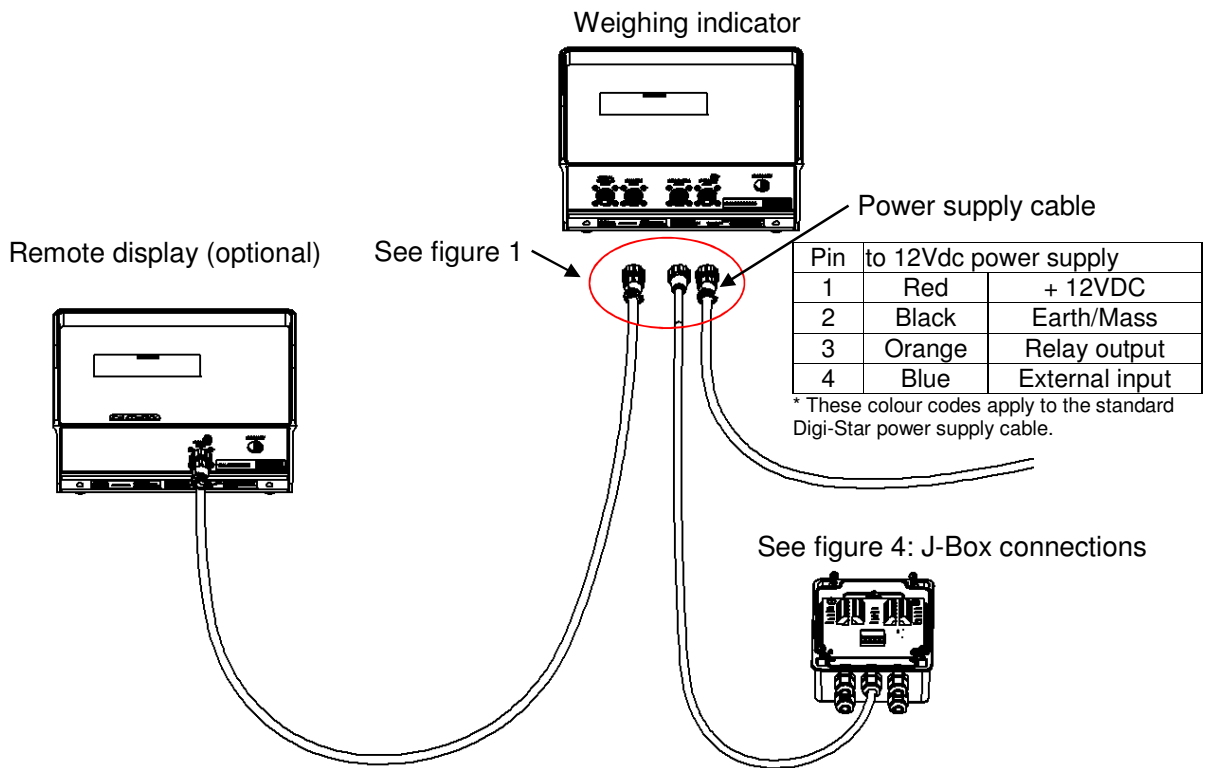 Weighing indicator
Power supply cable
Remote display (optional)
See figure 1
Pin to 12Vdc power supply
1 Red + 12VDC
2 Black Earth/Mass
3 Orange Relay output
4 Blue External input
* These colour codes apply to the standard
Digi-Star power supply cable.
See figure 4: J-Box connections